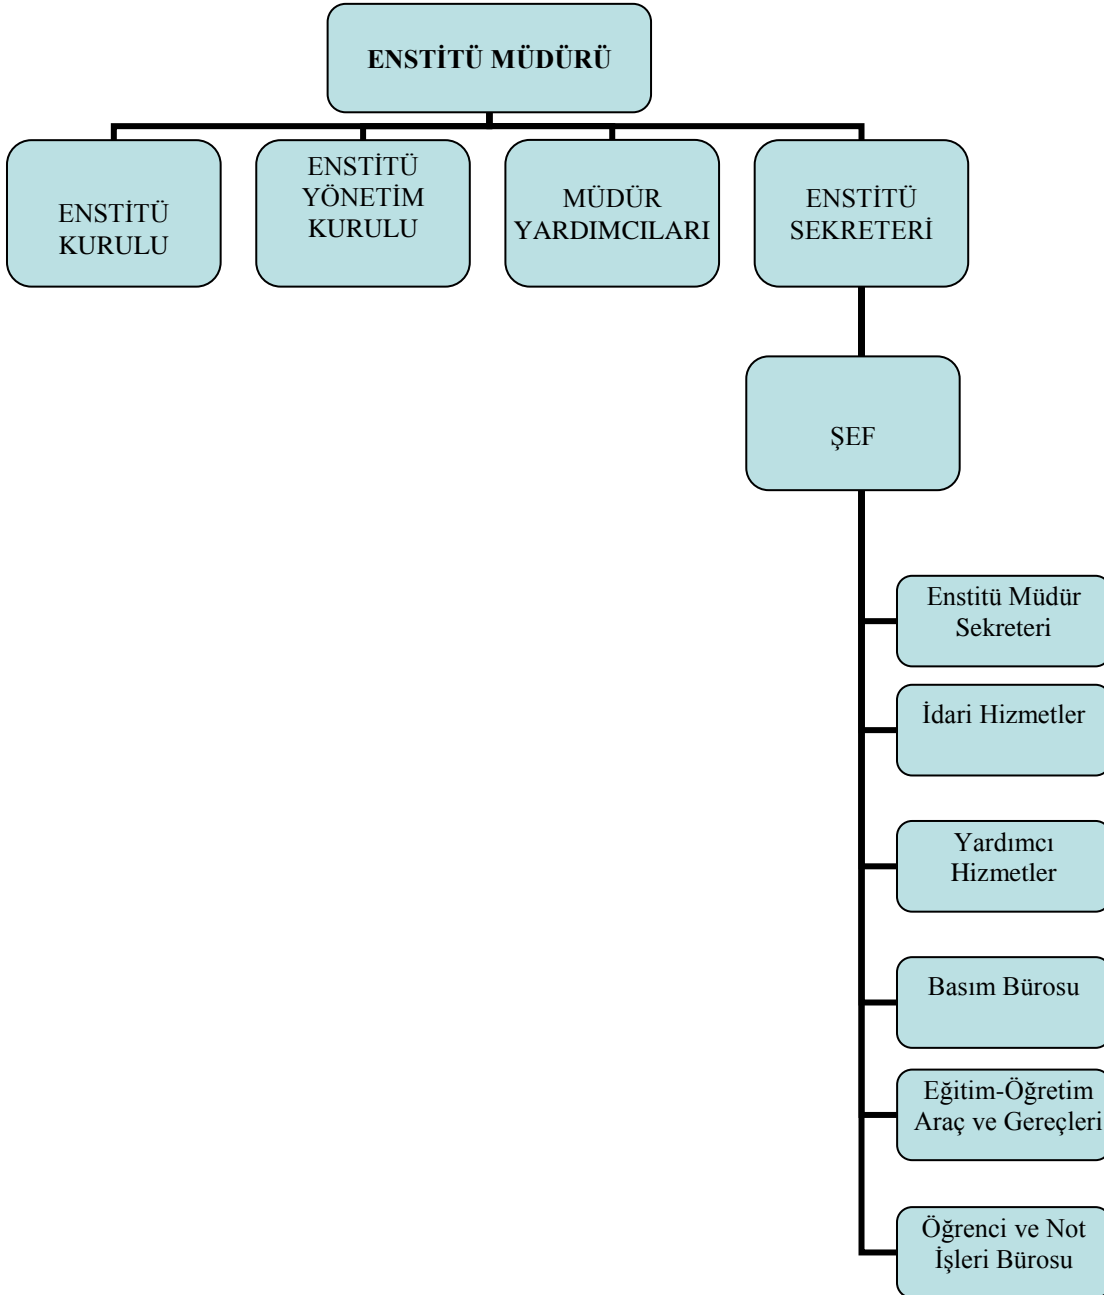 ENSTİTÜ MÜDÜRÜ
ENSTİTÜ
KURULU
ENSTİTÜ
YÖNETİM
KURULU
MÜDÜR
YARDIMCILARI
ENSTİTÜ
SEKRETERİ
ŞEF
Enstitü Müdür
Sekreteri
İdari Hizmetler
Yardımcı
Hizmetler
Basım Bürosu
Eğitim-Öğretim
Araç ve Gereçleri
Öğrenci ve Not
İşleri Bürosu